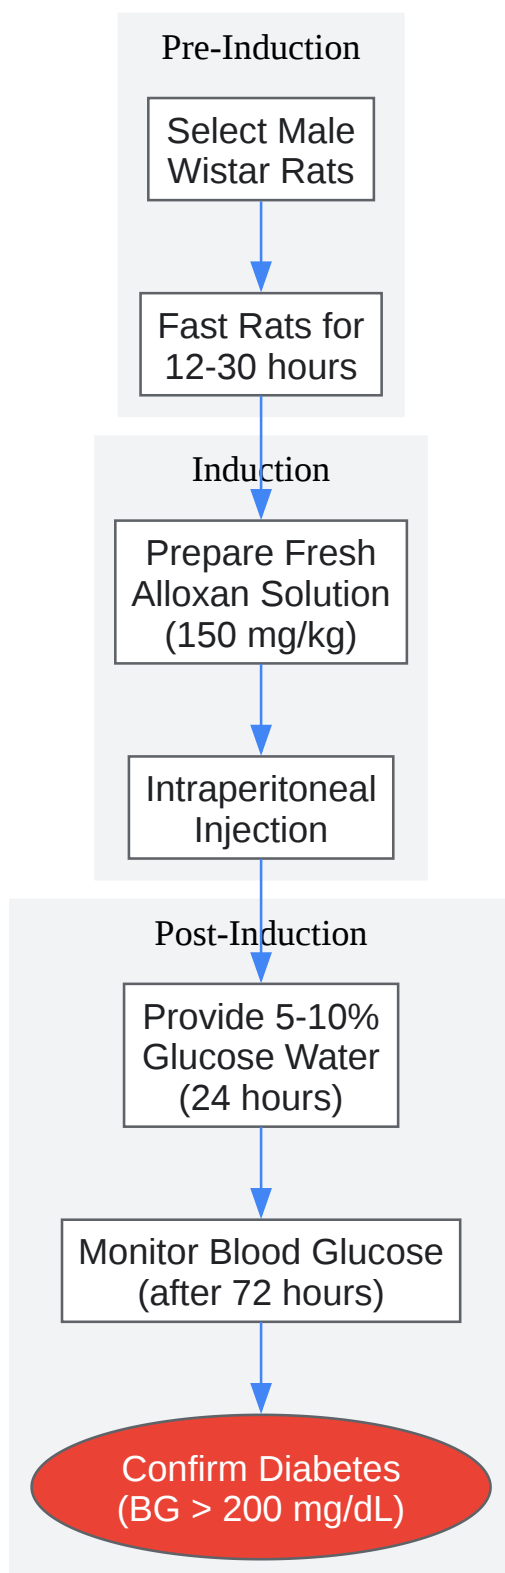 Pre-Induction
Select Male
Wistar Rats
Fast Rats for
12-30 hours
Induction
Prepare Fresh
Alloxan Solution
(150 mg/kg)
Intraperitoneal
Injection
Post-Induction
Provide 5-10%
Glucose Water
(24 hours)
Monitor Blood Glucose
(after 72 hours)
Confirm Diabetes
(BG > 200 mg/dL)